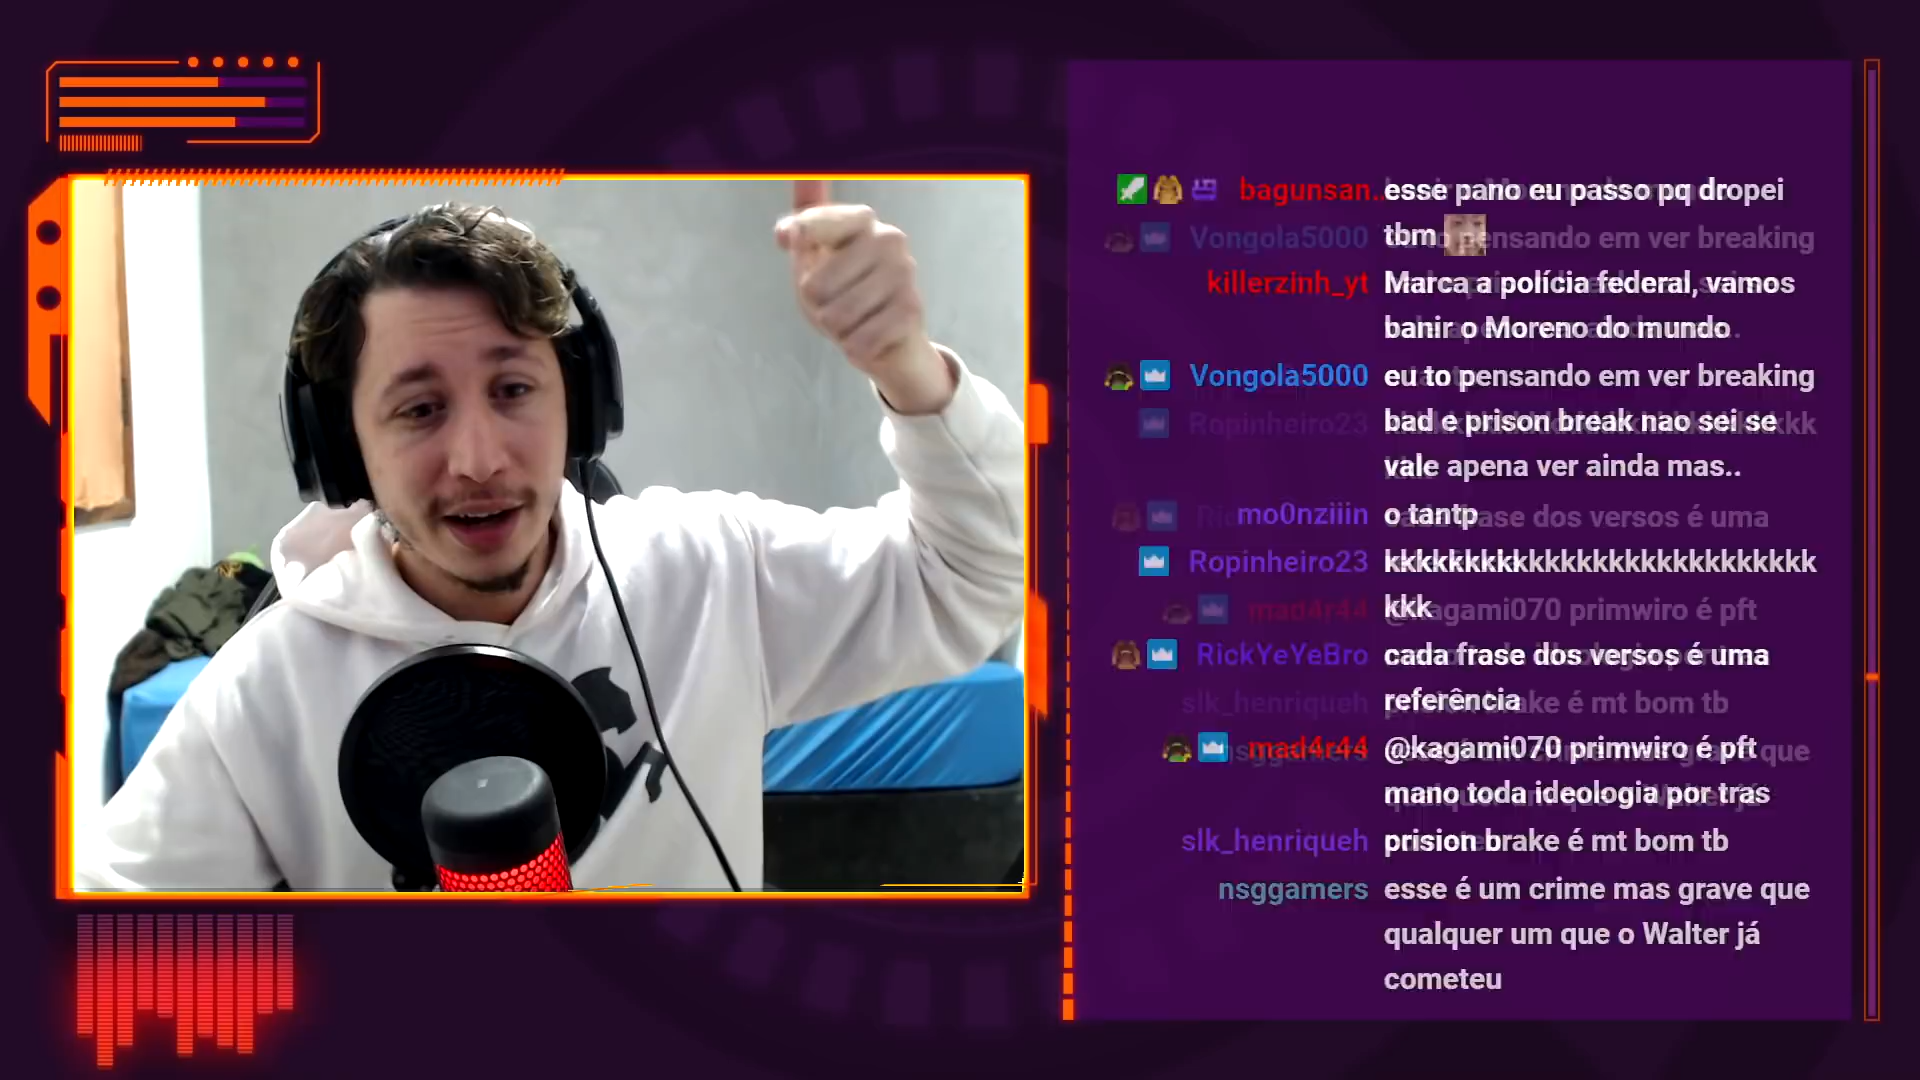 bagunsan.. esse pano eu passo pq dropei
tbm
killerzinh_yt Marca a polícia federal, vamos
banir o Moreno do mundo
Vongola5000 eu to pensando em ver breaking
bad e prison break nao sei se
vale apena ver ainda mas..
mo0nziiin o tantp
Ropinheiro23 kkkkkkkkkkkkkkkkkkkkkkkkkkkkk
kkk
RickYeYeBro cada frase dos versos é uma
referência
mad4r44 @kagami070 primwiro é pft
mano toda ideologia por tras
slk_henriqueh prision brake é mt bom tb
nsggamers esse é um crime mas grave que
qualquer um que o Walter já
cometeu